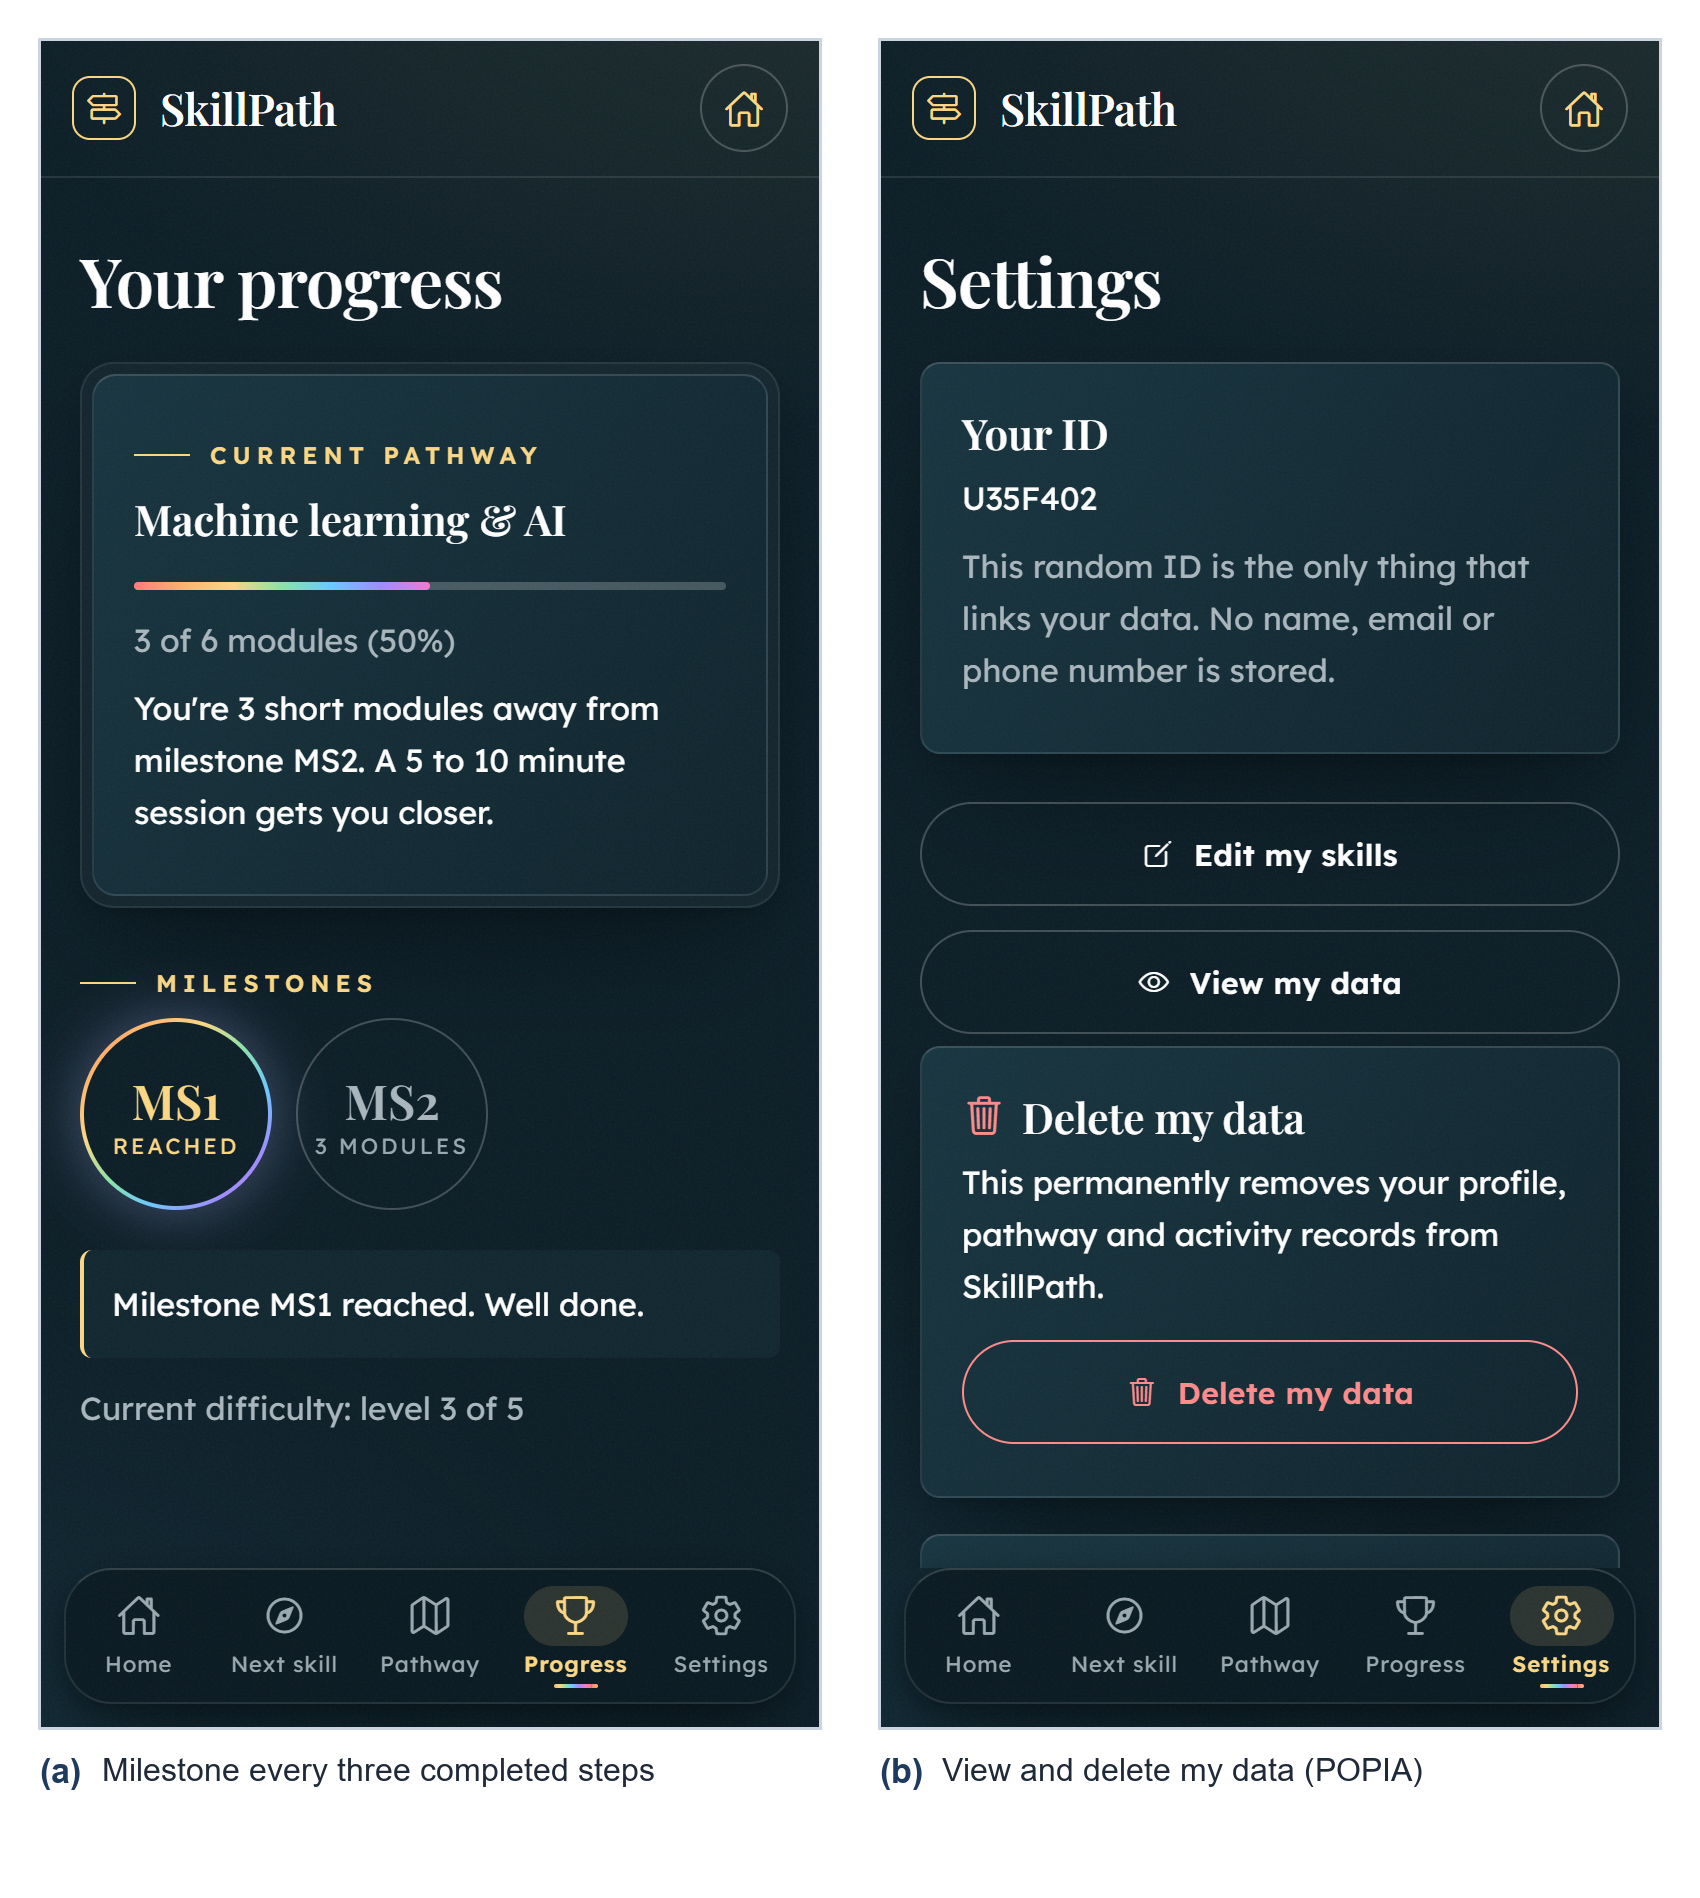 SkillPath
Your progress
CURRENT PATHWAY
Machine learning & AI
3 of 6 modules (50%)
You're 3 short modules away from
milestone MS2. A 5 to 10 minute
session gets you closer.
MILESTONES
MS1
REACHED
MS2
3 MODULES
Milestone MS1 reached. Well done.
Current difficulty: level 3 of 5
Home
Next skill
Pathway
Progress
Settings
(a) Milestone every three completed steps
SkillPath
Settings
Your ID
U35F402
This random ID is the only thing that
links your data. No name, email or
phone number is stored.
Edit my skills
View my data
Delete my data
This permanently removes your profile,
pathway and activity records from
SkillPath.
Delete my data
Home
Next skill
Pathway
Progress
Settings
(b) View and delete my data (POPIA)